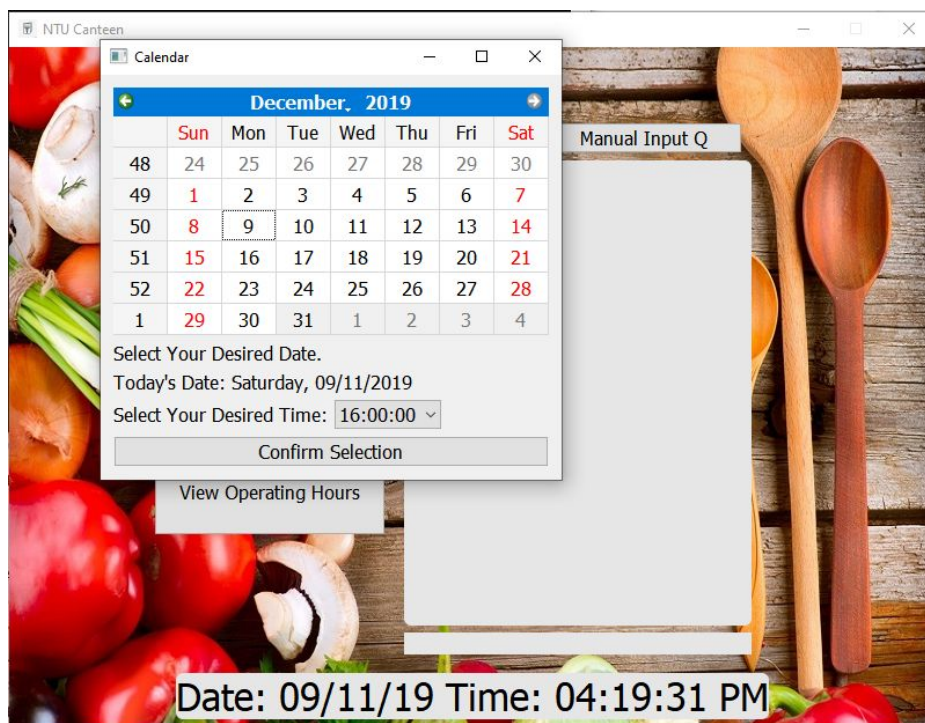 NTU Canteen
Calendar
December, 2019
Sun Mon Tue Wed Thu Fri Sat
48 24 25 26 27 28 29 30
49 1 2 3 4 5 6 7
50 8 9 10 11 12 13 14
51 15 16 17 18 19 20 21
52 22 23 24 25 26 27 28
1 29 30 31 1 2 3 4
Select Your Desired Date.
Today's Date: Saturday, 09/11/2019
Select Your Desired Time: 16:00:00
Confirm Selection
Manual Input Q
View Operating Hours
Date: 09/11/19 Time: 04:19:31 PM